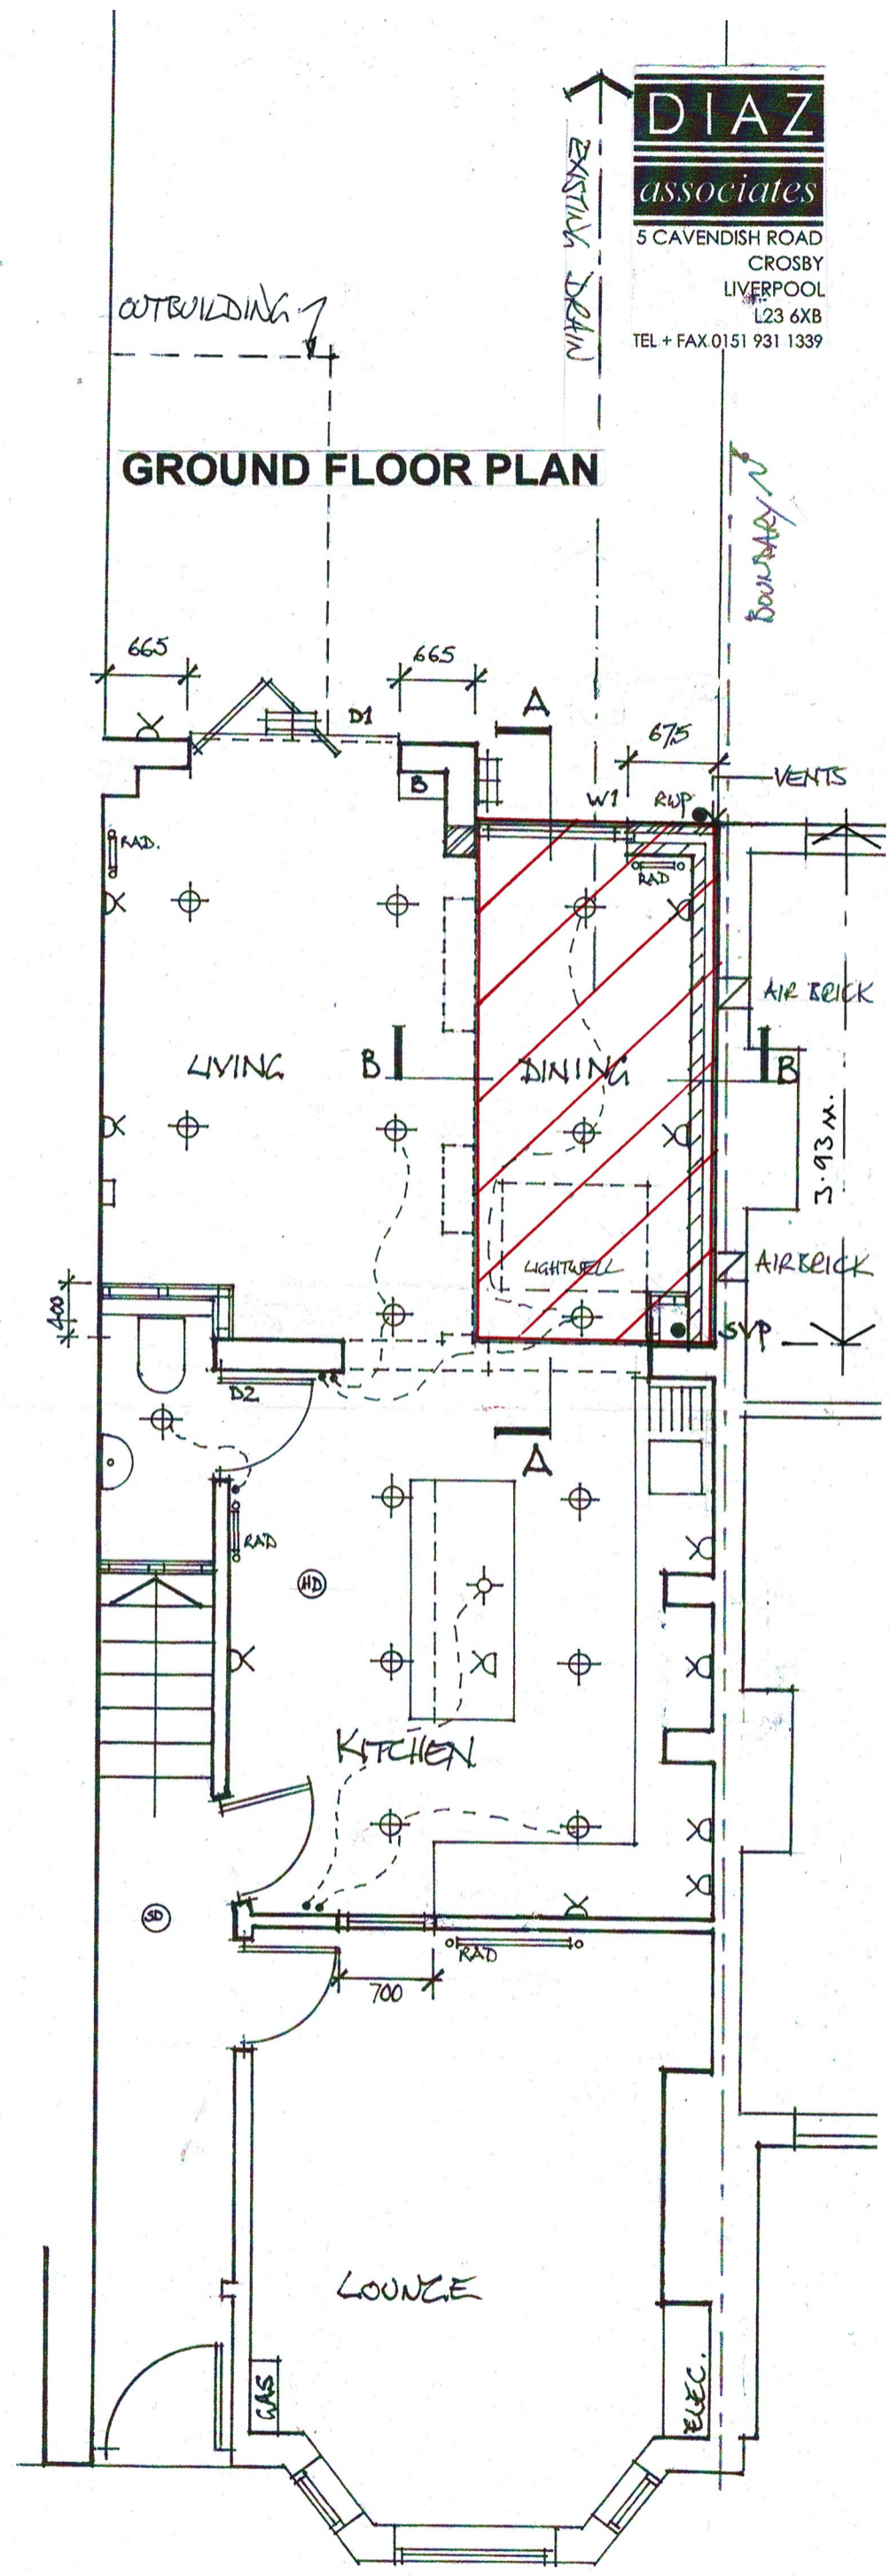 DIAZ
associates
5 CAVENDISH ROAD
CROSBY
LIVERPOOL
L23 6XB
TEL + FAX 0151 931 1339
EXISTING DRAIN
OUTBUILDING
GROUND FLOOR PLAN
BOUNDARY
665
665
D1
A
675
VENTS
W1
RWP
B
RAD.
RAD
AIR BRICK
LIVING
B
DINING
B
3.93 M.
LIGHTWELL
AIRBRICK
400
SVP
D2
A
RAD
HD
KITCHEN
SD
RAD
700
LOUNGE
GAS
ELEC.